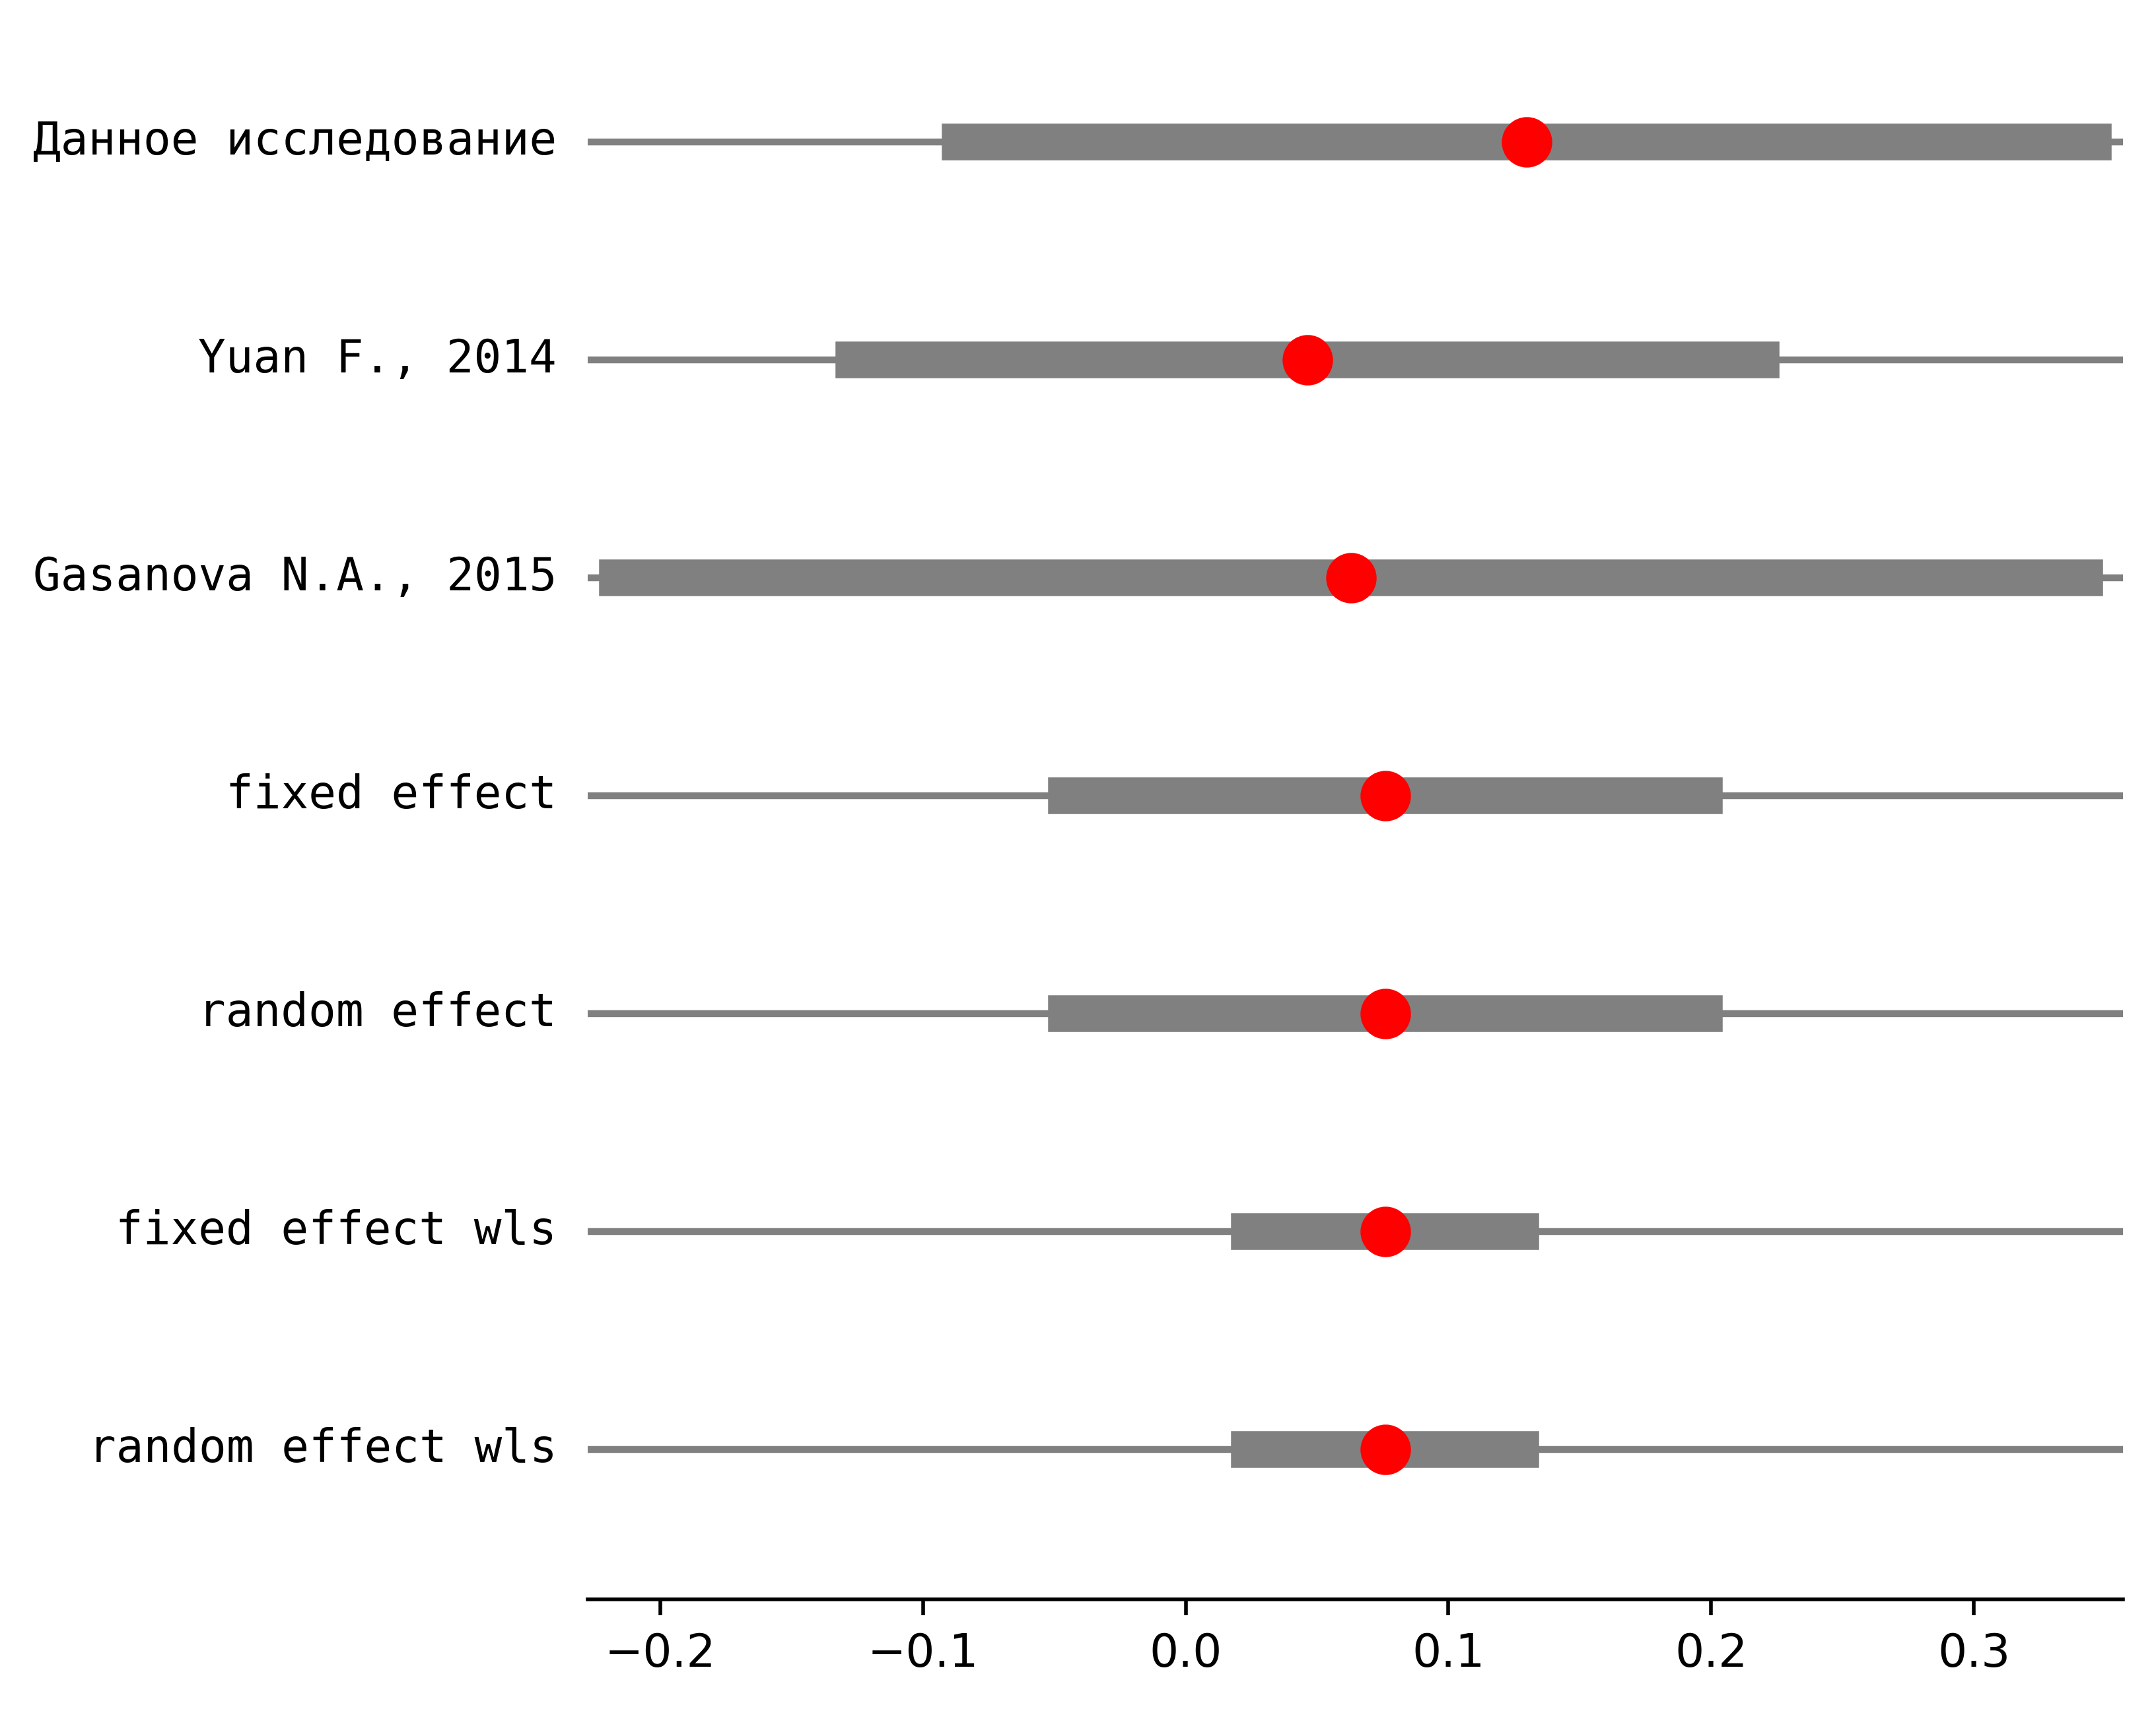 Данное исследование
Yuan F., 2014
Gasanova N.A., 2015
fixed effect
random effect
fixed effect wls
random effect wls
−0.2 −0.1 0.0 0.1 0.2 0.3